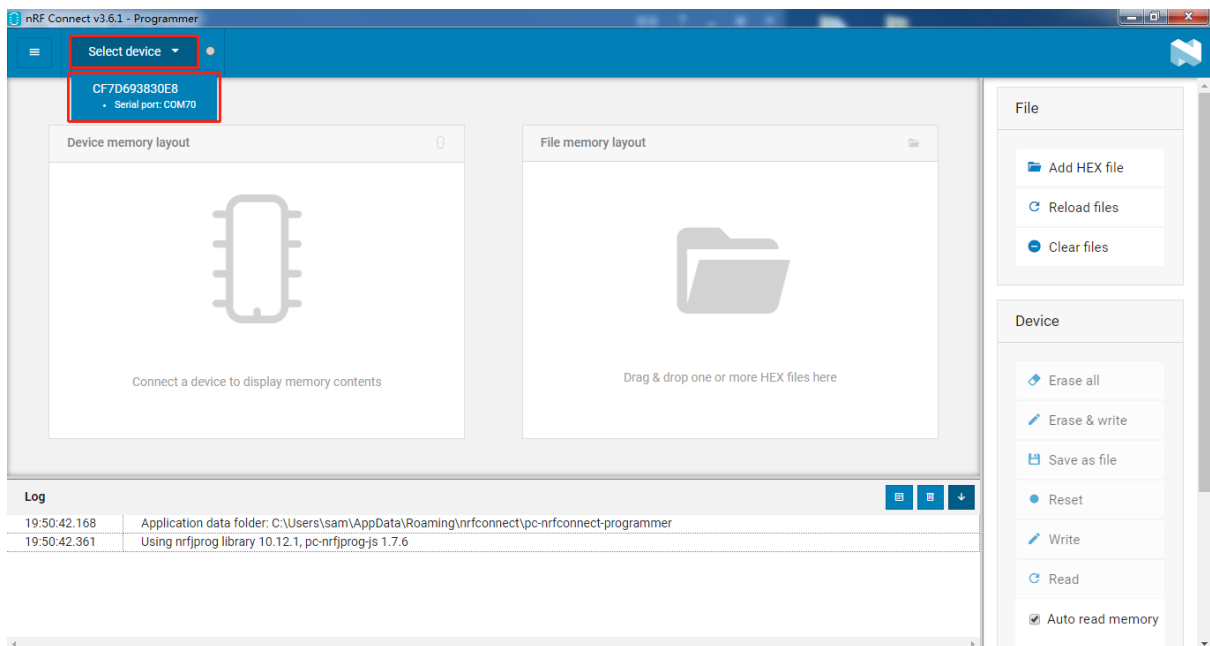 nRF Connect v3.6.1 - Programmer
Select device
CF7D693830E8
• Serial port: COM70
Device memory layout
Connect a device to display memory contents
File memory layout
Drag & drop one or more HEX files here
File
Add HEX file
Reload files
Clear files
Device
Erase all
Erase & write
Save as file
Reset
Write
Read
Auto read memory
Log
19:50:42.168 Application data folder: C:\Users\sam\AppData\Roaming\nrfconnect\pc-nrfconnect-programmer
19:50:42.361 Using nrfjprog library 10.12.1, pc-nrfjprog-js 1.7.6